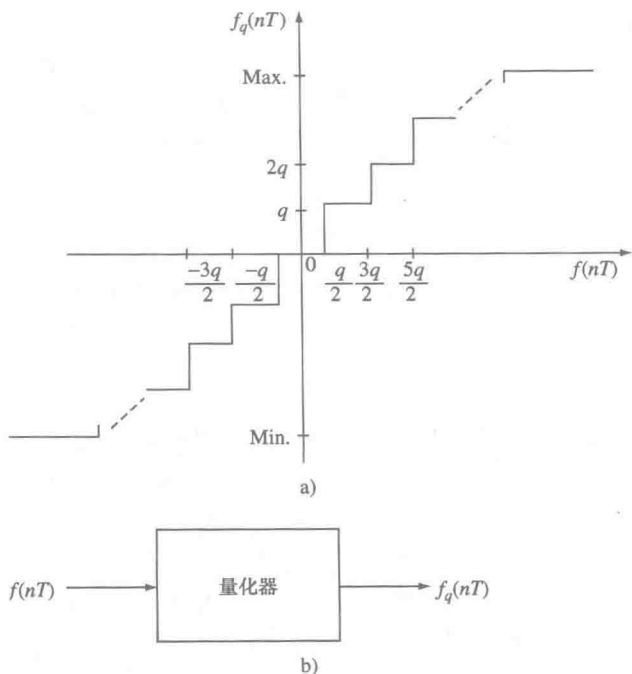 f_q(nT)
Max.
2q
q
0
f(nT)
-3q/2 -q/2 q/2 3q/2 5q/2
Min.
a)
f(nT) 量化器 f_q(nT)
b)